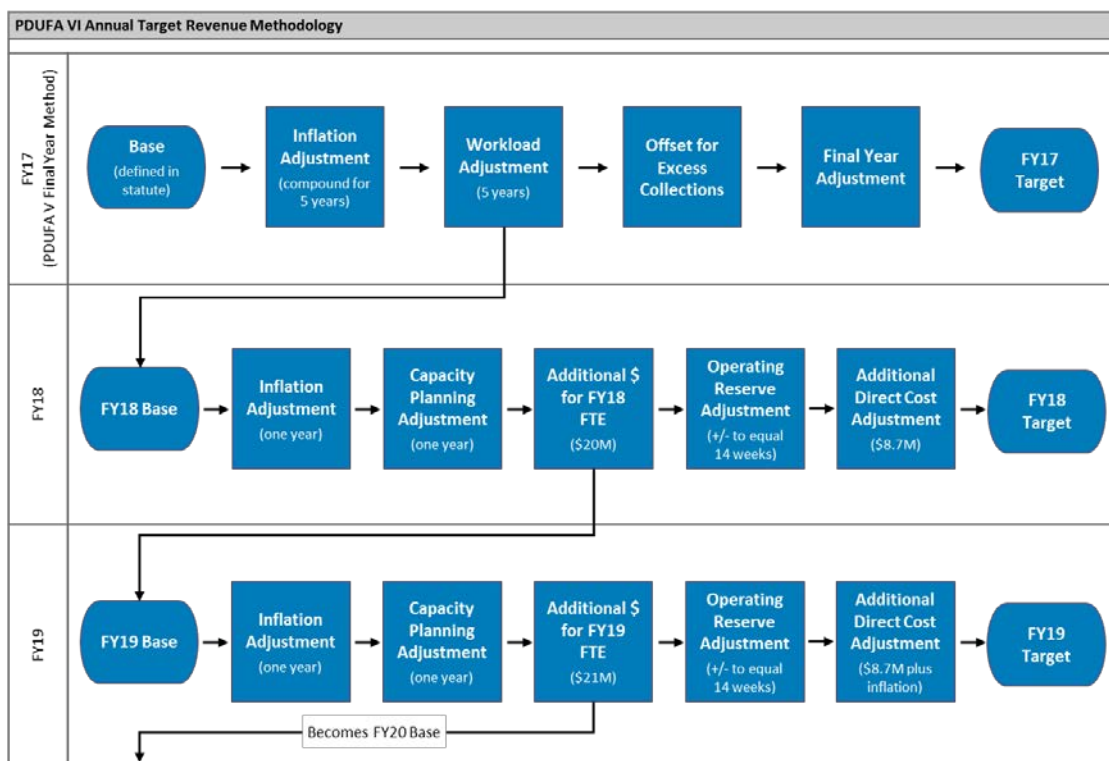 PDUFA VI Annual Target Revenue Methodology
FY17
(PDUFA V Final Year Method)
Base
(defined in
statute)
Inflation
Adjustment
(compound for
5 years)
Workload
Adjustment
(5 years)
Offset for
Excess
Collections
Final Year
Adjustment
FY17
Target
FY18
FY18 Base
Inflation
Adjustment
(one year)
Capacity
Planning
Adjustment
(one year)
Additional $
for FY18
FTE
($20M)
Operating
Reserve
Adjustment
(+/- to equal
14 weeks)
Additional
Direct Cost
Adjustment
($8.7M)
FY18
Target
FY19
FY19 Base
Inflation
Adjustment
(one year)
Capacity
Planning
Adjustment
(one year)
Additional $
for FY19
FTE
($21M)
Operating
Reserve
Adjustment
(+/- to equal
14 weeks)
Additional
Direct Cost
Adjustment
($8.7M plus
inflation)
FY19
Target
Becomes FY20 Base